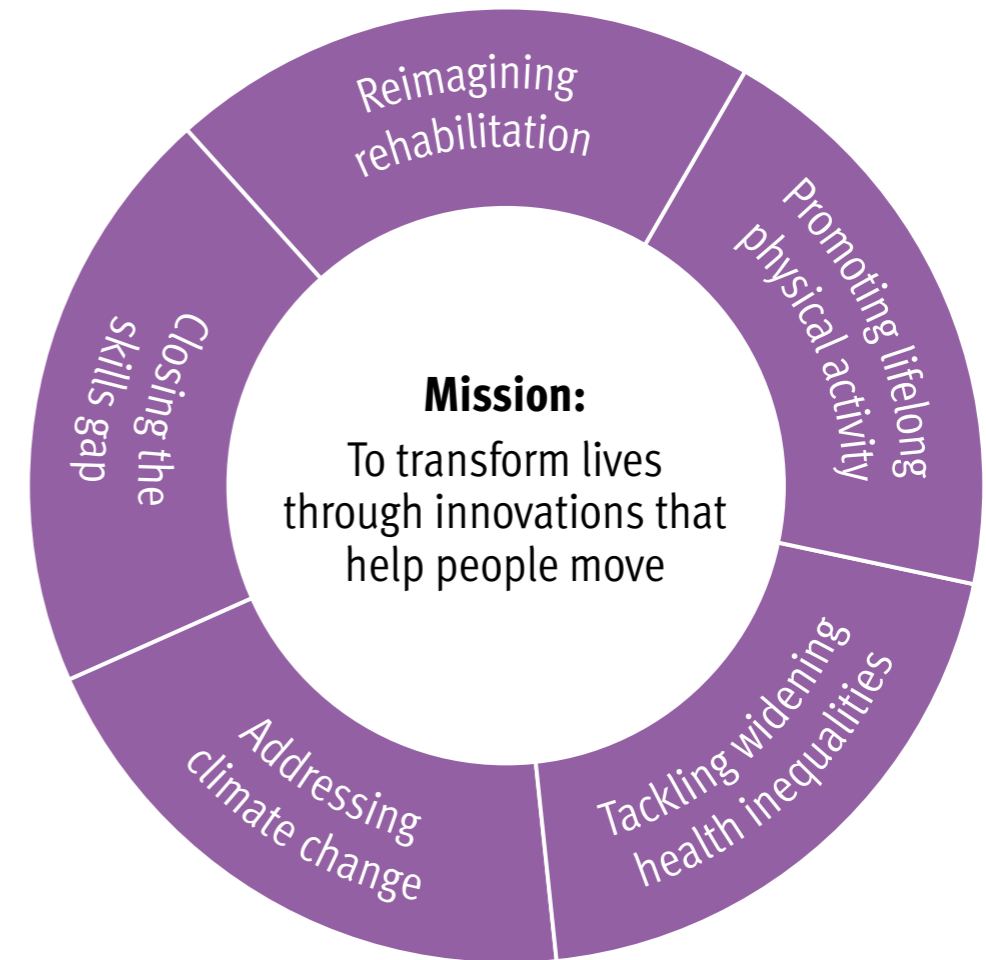 Reimagining
rehabilitation
Promoting lifelong
physical activity
Tackling widening
health inequalities
Addressing
climate change
Closing the
skills gap
Mission:
To transform lives
through innovations that
help people move